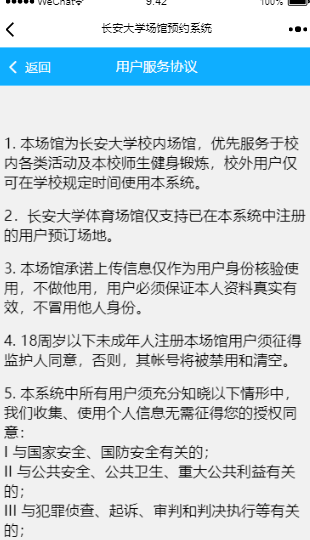 WeChat 9:42 100%
长安大学场馆预约系统
返回 用户服务协议
1. 本场馆为长安大学校内场馆，优先服务于校
内各类活动及本校师生健身锻炼，校外用户仅
可在学校规定时间使用本系统。
2．长安大学体育场馆仅支持已在本系统中注册
的用户预订场地。
3. 本场馆承诺上传信息仅作为用户身份核验使
用，不做他用，用户必须保证本人资料真实有
效，不冒用他人身份。
4. 18周岁以下未成年人注册本场馆用户须征得
监护人同意，否则，其帐号将被禁用和清空。
5. 本系统中所有用户须充分知晓以下情形中，
我们收集、使用个人信息无需征得您的授权同
意：
I 与国家安全、国防安全有关的；
II 与公共安全、公共卫生、重大公共利益有关
的；
III 与犯罪侦查、起诉、审判和判决执行等有关
的；